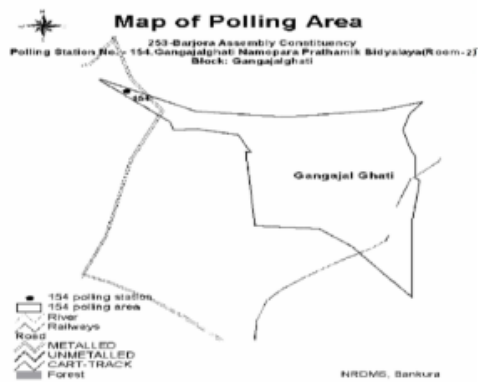 Map of Polling Area
253-Barjora Assembly Constituency
Polling Station No.- 154,Gangajalghati Namopara Prathamik Bidyalaya(Room-2)
Block: Gangajalghati
154
Gangajal Ghati
154 polling station
154 polling area
River
Railways
Road
METALLED
UNMETALLED
CART-TRACK
Forest
NRDMS, Bankura